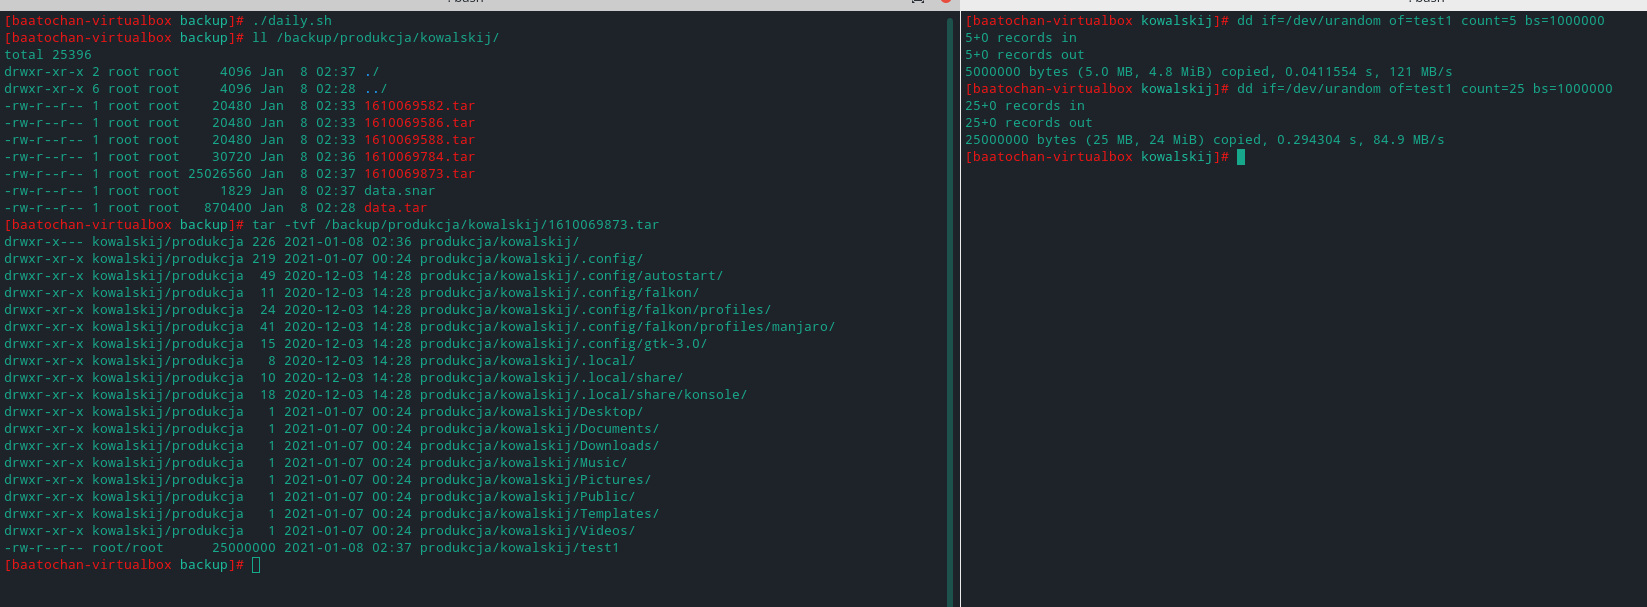 [baatochan-virtualbox backup]# ./daily.sh
[baatochan-virtualbox backup]# ll /backup/produkcja/kowalskij/
total 25396
drwxr-xr-x 2 root root     4096 Jan  8 02:37 ./
drwxr-xr-x 6 root root     4096 Jan  8 02:28 ../
-rw-r--r-- 1 root root    20480 Jan  8 02:33 1610069582.tar
-rw-r--r-- 1 root root    20480 Jan  8 02:33 1610069586.tar
-rw-r--r-- 1 root root    20480 Jan  8 02:33 1610069588.tar
-rw-r--r-- 1 root root    30720 Jan  8 02:36 1610069784.tar
-rw-r--r-- 1 root root 25026560 Jan  8 02:37 1610069873.tar
-rw-r--r-- 1 root root     1829 Jan  8 02:37 data.snar
-rw-r--r-- 1 root root   870400 Jan  8 02:28 data.tar
[baatochan-virtualbox backup]# tar -tvf /backup/produkcja/kowalskij/1610069873.tar
drwxr-x--- kowalskij/produkcja 226 2021-01-08 02:36 produkcja/kowalskij/
drwxr-xr-x kowalskij/produkcja 219 2021-01-07 00:24 produkcja/kowalskij/.config/
drwxr-xr-x kowalskij/produkcja  49 2020-12-03 14:28 produkcja/kowalskij/.config/autostart/
drwxr-xr-x kowalskij/produkcja  11 2020-12-03 14:28 produkcja/kowalskij/.config/falkon/
drwxr-xr-x kowalskij/produkcja  24 2020-12-03 14:28 produkcja/kowalskij/.config/falkon/profiles/
drwxr-xr-x kowalskij/produkcja  41 2020-12-03 14:28 produkcja/kowalskij/.config/falkon/profiles/manjaro/
drwxr-xr-x kowalskij/produkcja  15 2020-12-03 14:28 produkcja/kowalskij/.config/gtk-3.0/
drwxr-xr-x kowalskij/produkcja   8 2020-12-03 14:28 produkcja/kowalskij/.local/
drwxr-xr-x kowalskij/produkcja  10 2020-12-03 14:28 produkcja/kowalskij/.local/share/
drwxr-xr-x kowalskij/produkcja  18 2020-12-03 14:28 produkcja/kowalskij/.local/share/konsole/
drwxr-xr-x kowalskij/produkcja   1 2021-01-07 00:24 produkcja/kowalskij/Desktop/
drwxr-xr-x kowalskij/produkcja   1 2021-01-07 00:24 produkcja/kowalskij/Documents/
drwxr-xr-x kowalskij/produkcja   1 2021-01-07 00:24 produkcja/kowalskij/Downloads/
drwxr-xr-x kowalskij/produkcja   1 2021-01-07 00:24 produkcja/kowalskij/Music/
drwxr-xr-x kowalskij/produkcja   1 2021-01-07 00:24 produkcja/kowalskij/Pictures/
drwxr-xr-x kowalskij/produkcja   1 2021-01-07 00:24 produkcja/kowalskij/Public/
drwxr-xr-x kowalskij/produkcja   1 2021-01-07 00:24 produkcja/kowalskij/Templates/
drwxr-xr-x kowalskij/produkcja   1 2021-01-07 00:24 produkcja/kowalskij/Videos/
-rw-r--r-- root/root      25000000 2021-01-08 02:37 produkcja/kowalskij/test1
[baatochan-virtualbox backup]#
[baatochan-virtualbox kowalskij]# dd if=/dev/urandom of=test1 count=5 bs=1000000
5+0 records in
5+0 records out
5000000 bytes (5.0 MB, 4.8 MiB) copied, 0.0411554 s, 121 MB/s
[baatochan-virtualbox kowalskij]# dd if=/dev/urandom of=test1 count=25 bs=1000000
25+0 records in
25+0 records out
25000000 bytes (25 MB, 24 MiB) copied, 0.294304 s, 84.9 MB/s
[baatochan-virtualbox kowalskij]#